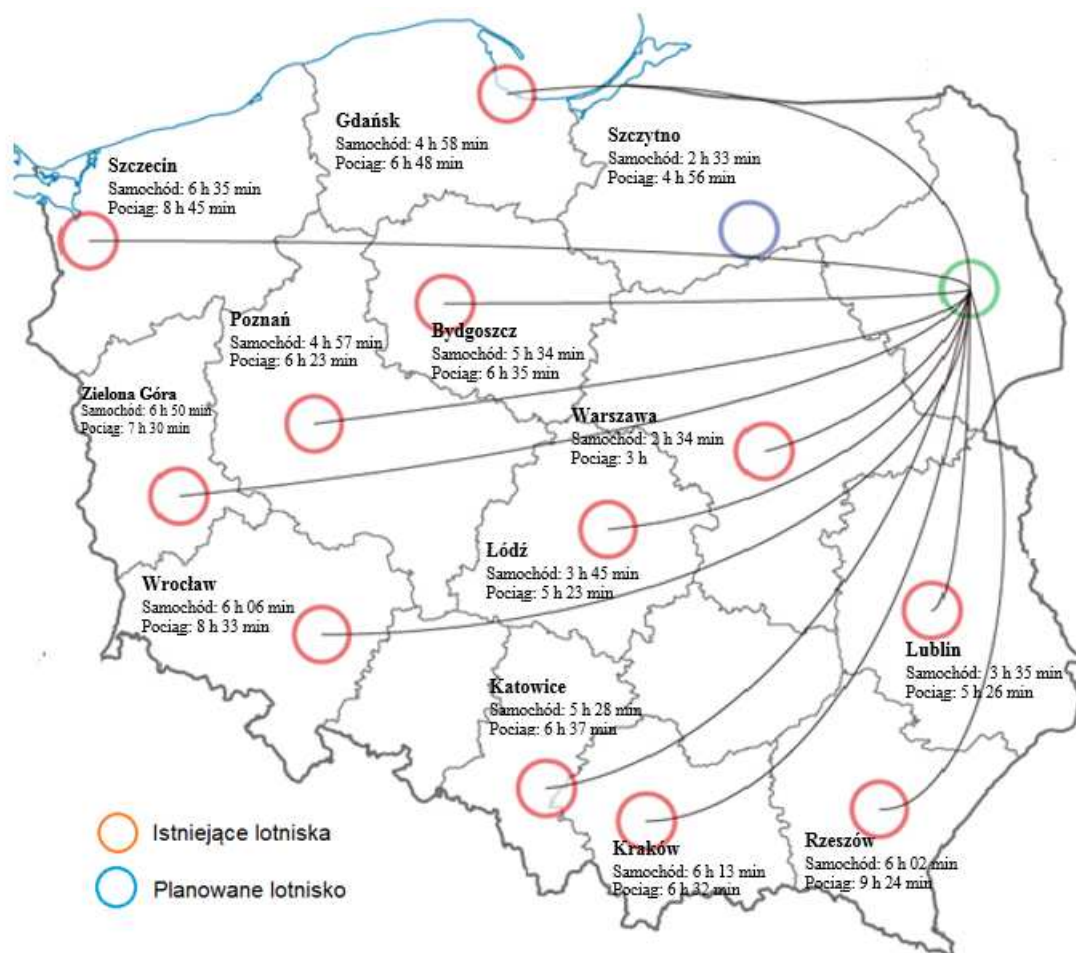 Gdańsk
Samochód: 4 h 58 min
Pociąg: 6 h 48 min
Szczytno
Samochód: 2 h 33 min
Pociąg: 4 h 56 min
Szczecin
Samochód: 6 h 35 min
Pociąg: 8 h 45 min
Poznań
Samochód: 4 h 57 min
Pociąg: 6 h 23 min
Bydgoszcz
Samochód: 5 h 34 min
Pociąg: 6 h 35 min
Zielona Góra
Samochód: 6 h 50 min
Pociąg: 7 h 30 min
Warszawa
Samochód: 2 h 34 min
Pociąg: 3 h
Łódź
Samochód: 3 h 45 min
Pociąg: 5 h 23 min
Wrocław
Samochód: 6 h 06 min
Pociąg: 8 h 33 min
Lublin
Samochód: 3 h 35 min
Pociąg: 5 h 26 min
Katowice
Samochód: 5 h 28 min
Pociąg: 6 h 37 min
Kraków
Samochód: 6 h 13 min
Pociąg: 6 h 32 min
Rzeszów
Samochód: 6 h 02 min
Pociąg: 9 h 24 min
Istniejące lotniska
Planowane lotnisko